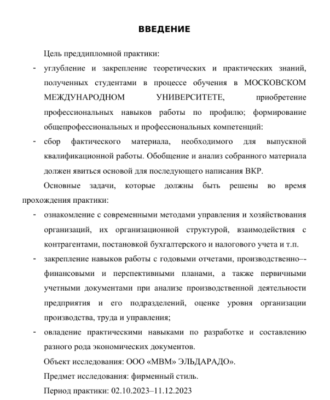 ВВЕДЕНИЕ
Цель преддипломной практики:
- углубление и закрепление теоретических и практических знаний,
полученных студентами в процессе обучения в МОСКОВСКОМ
МЕЖДУНАРОДНОМ УНИВЕРСИТЕТЕ, приобретение
профессиональных навыков работы по профилю; формирование
общепрофессиональных и профессиональных компетенций:
- сбор фактического материала, необходимого для выпускной
квалификационной работы. Обобщение и анализ собранного материала
должен явиться основой для последующего написания ВКР.
Основные задачи, которые должны быть решены во время
прохождения практики:
- ознакомление с современными методами управления и хозяйствования
организаций, их организационной структурой, взаимодействия с
контрагентами, постановкой бухгалтерского и налогового учета и т.п.
- закрепление навыков работы с годовыми отчетами, производственно–-
финансовыми и перспективными планами, а также первичными
учетными документами при анализе производственной деятельности
предприятия и его подразделений, оценке уровня организации
производства, труда и управления;
- овладение практическими навыками по разработке и составлению
разного рода экономических документов.
Объект исследования: ООО «МВМ» ЭЛЬДАРАДО».
Предмет исследования: фирменный стиль.
Период практики: 02.10.2023–11.12.2023